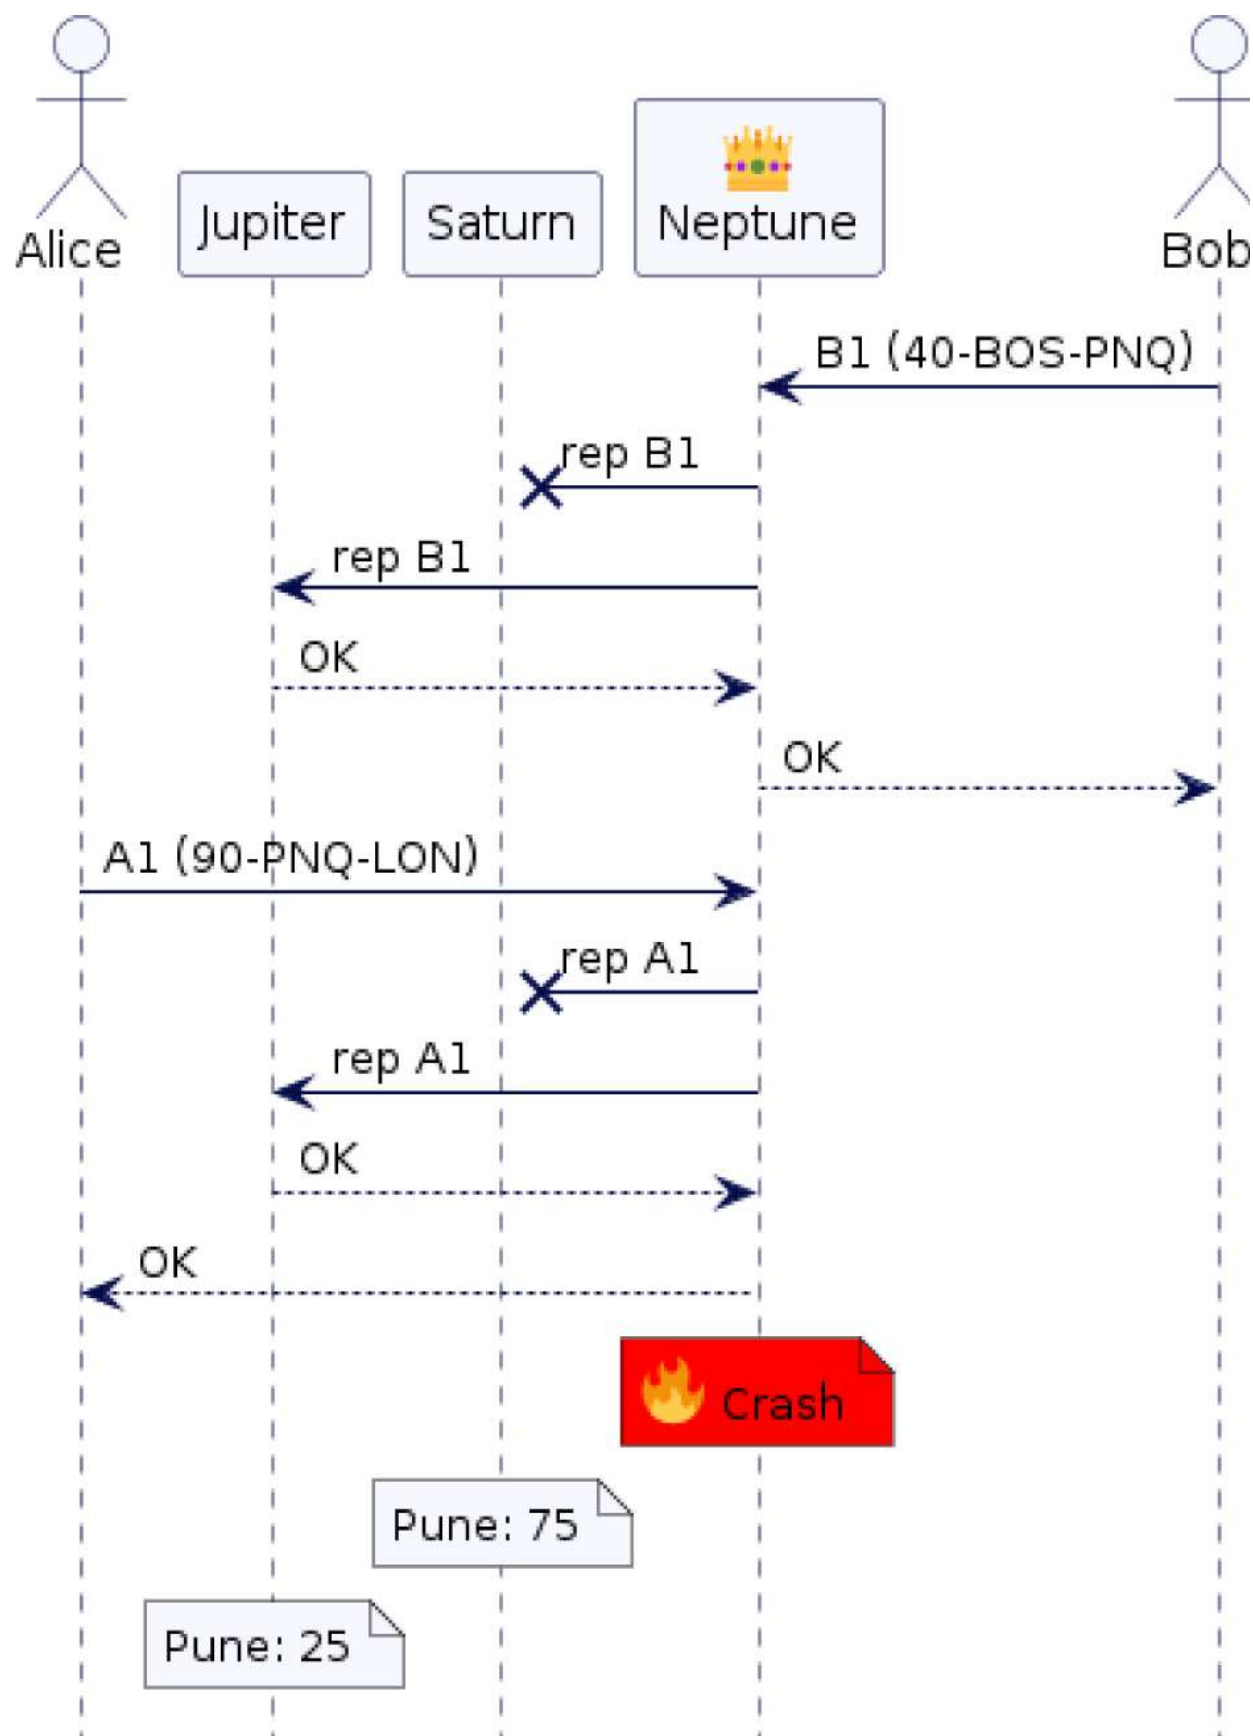 Alice
Jupiter
Saturn
Neptune
Bob
B1 (40-BOS-PNQ)
rep B1
rep B1
OK
OK
A1 (90-PNQ-LON)
rep A1
rep A1
OK
OK
Crash
Pune: 75
Pune: 25